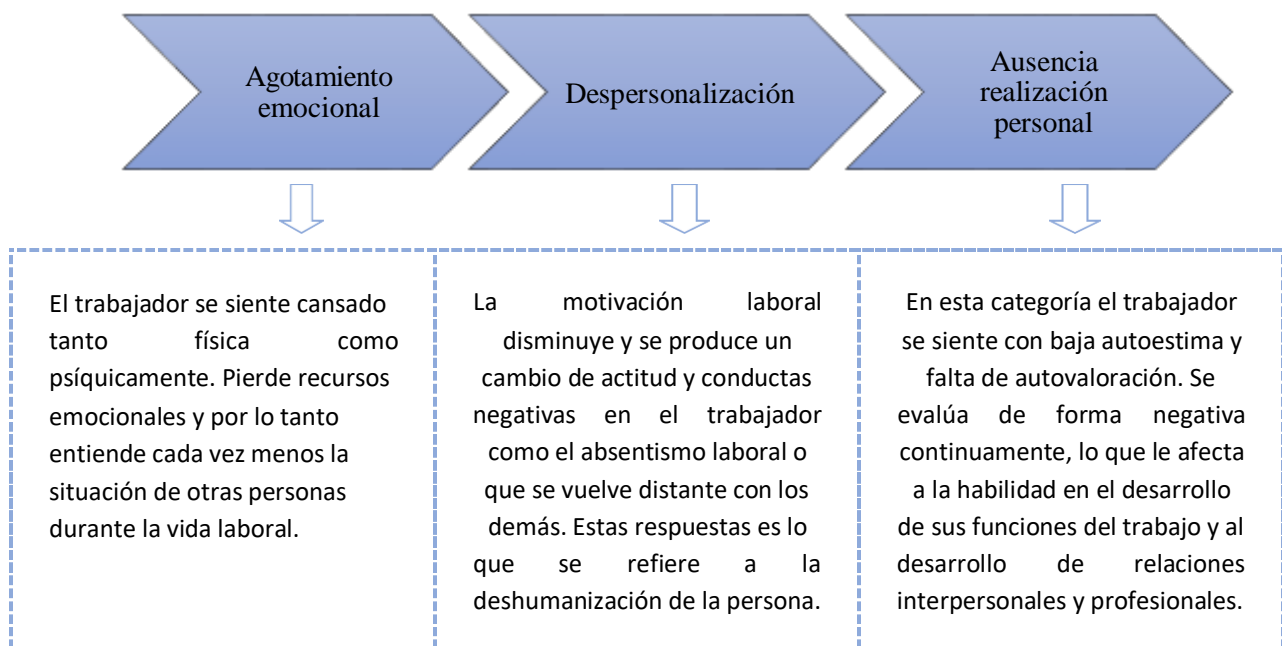 Agotamiento
emocional
Despersonalización
Ausencia
realización
personal
El trabajador se siente cansado
tanto física como
psíquicamente. Pierde recursos
emocionales y por lo tanto
entiende cada vez menos la
situación de otras personas
durante la vida laboral.
La motivación laboral
disminuye y se produce un
cambio de actitud y conductas
negativas en el trabajador
como el absentismo laboral o
que se vuelve distante con los
demás. Estas respuestas es lo
que se refiere a la
deshumanización de la persona.
En esta categoría el trabajador
se siente con baja autoestima y
falta de autovaloración. Se
evalúa de forma negativa
continuamente, lo que le afecta
a la habilidad en el desarrollo
de sus funciones del trabajo y al
desarrollo de relaciones
interpersonales y profesionales.